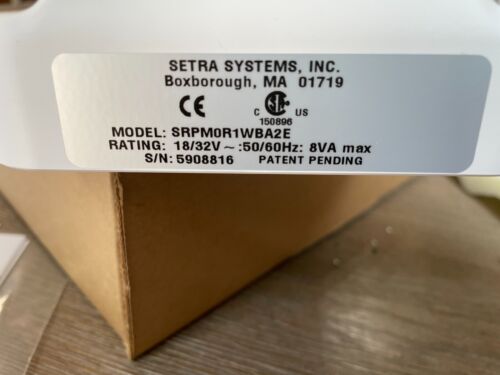 SETRA SYSTEMS, INC.
Boxborough, MA 01719
CE C US
150896
MODEL: SRPM0R1WBA2E
RATING: 18/32V ~ :50/60Hz: 8VA max
S/N: 5908816 PATENT PENDING